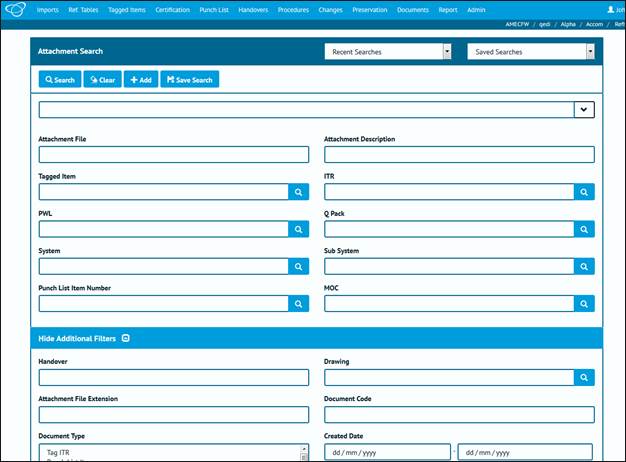 Imports Ref. Tables Tagged Items Certification Punch List Handovers Procedures Changes Preservation Documents Report Admin
AMECFW / qedi / Alpha / Accom /
Attachment Search Recent Searches Saved Searches
Search Clear Add Save Search
Attachment File Attachment Description
Tagged Item ITR
PWL Q Pack
System Sub System
Punch List Item Number MOC
Hide Additional Filters
Handover Drawing
Attachment File Extension Document Code
Document Type Created Date
Tag ITR dd / mm / yyyy - dd / mm / yyyy